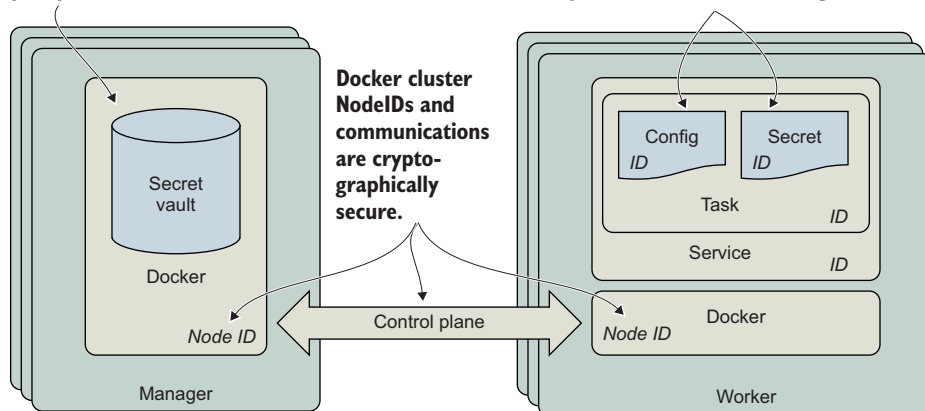 Docker cluster
NodeIDs and
communications
are crypto-
graphically
secure.
Secret
vault
Docker
Node ID
Manager
Control plane
Config
ID
Secret
ID
Task
ID
Service
ID
Docker
Node ID
Worker